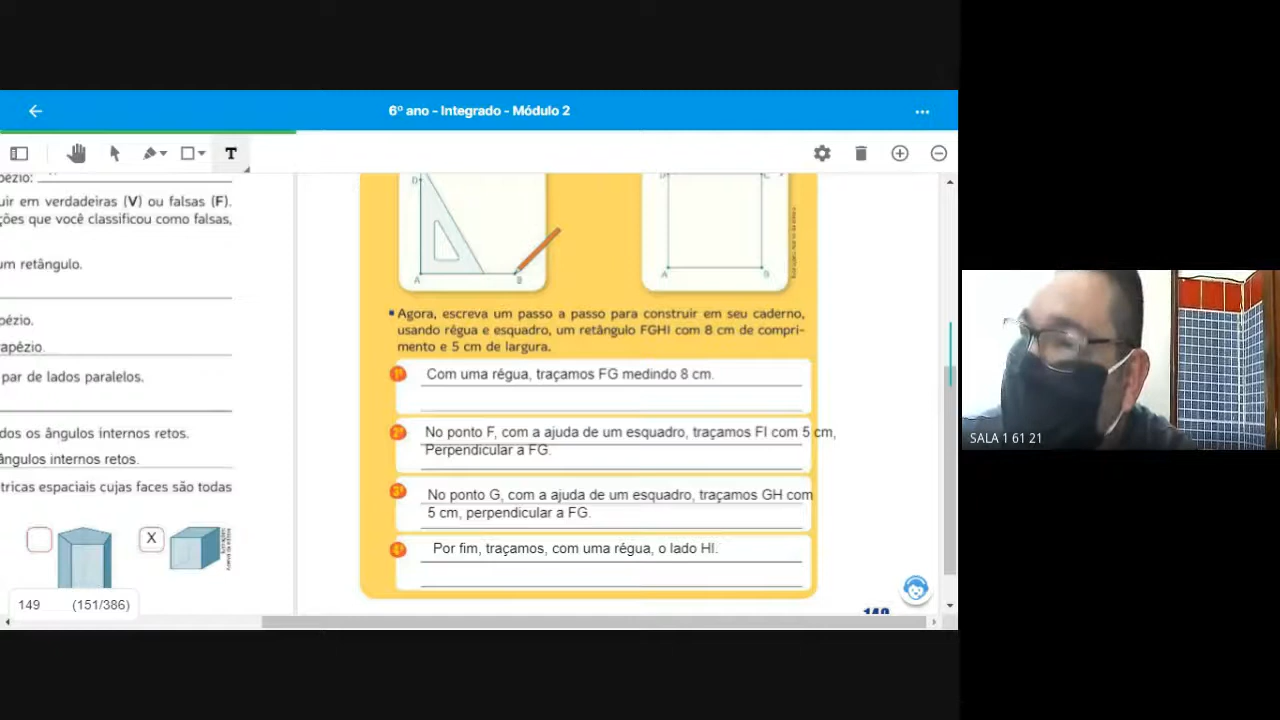 6º ano - Integrado - Módulo 2
T
apézio:
uir em verdadeiras (V) ou falsas (F).
ções que você classificou como falsas,
um retângulo.
pézio.
rapézio.
par de lados paralelos.
dos os ângulos internos retos.
ângulos internos retos.
tricas espaciais cujas faces são todas
X
149 (151/386)
D
A
B
A
B
Agora, escreva um passo a passo para construir em seu caderno,
usando régua e esquadro, um retângulo FGHI com 8 cm de compri-
mento e 5 cm de largura.
1º
Com uma régua, traçamos FG medindo 8 cm.
2º
No ponto F, com a ajuda de um esquadro, traçamos FI com 5 cm,
Perpendicular a FG.
3º
No ponto G, com a ajuda de um esquadro, traçamos GH com
5 cm, perpendicular a FG.
4º
Por fim, traçamos, com uma régua, o lado HI.
149
SALA 1 61 21